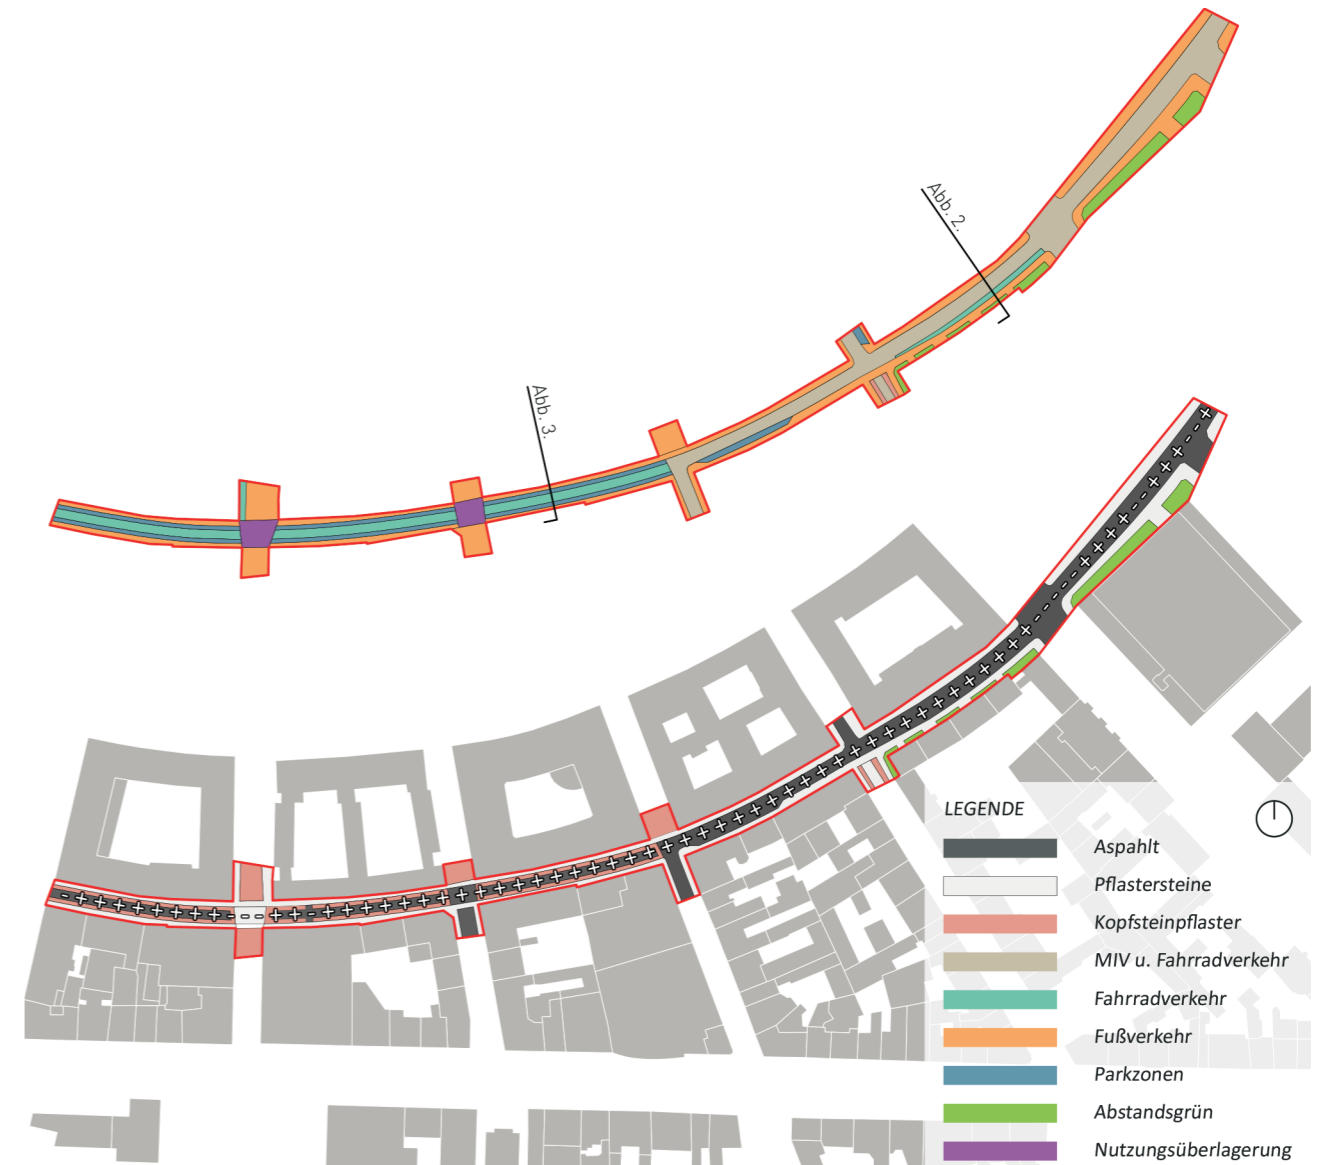 Abb. 2.
Abb. 3.
LEGENDE
Aspahlt
Pflastersteine
Kopfsteinpflaster
MIV u. Fahrradverkehr
Fahrradverkehr
Fußverkehr
Parkzonen
Abstandsgrün
Nutzungsüberlagerung